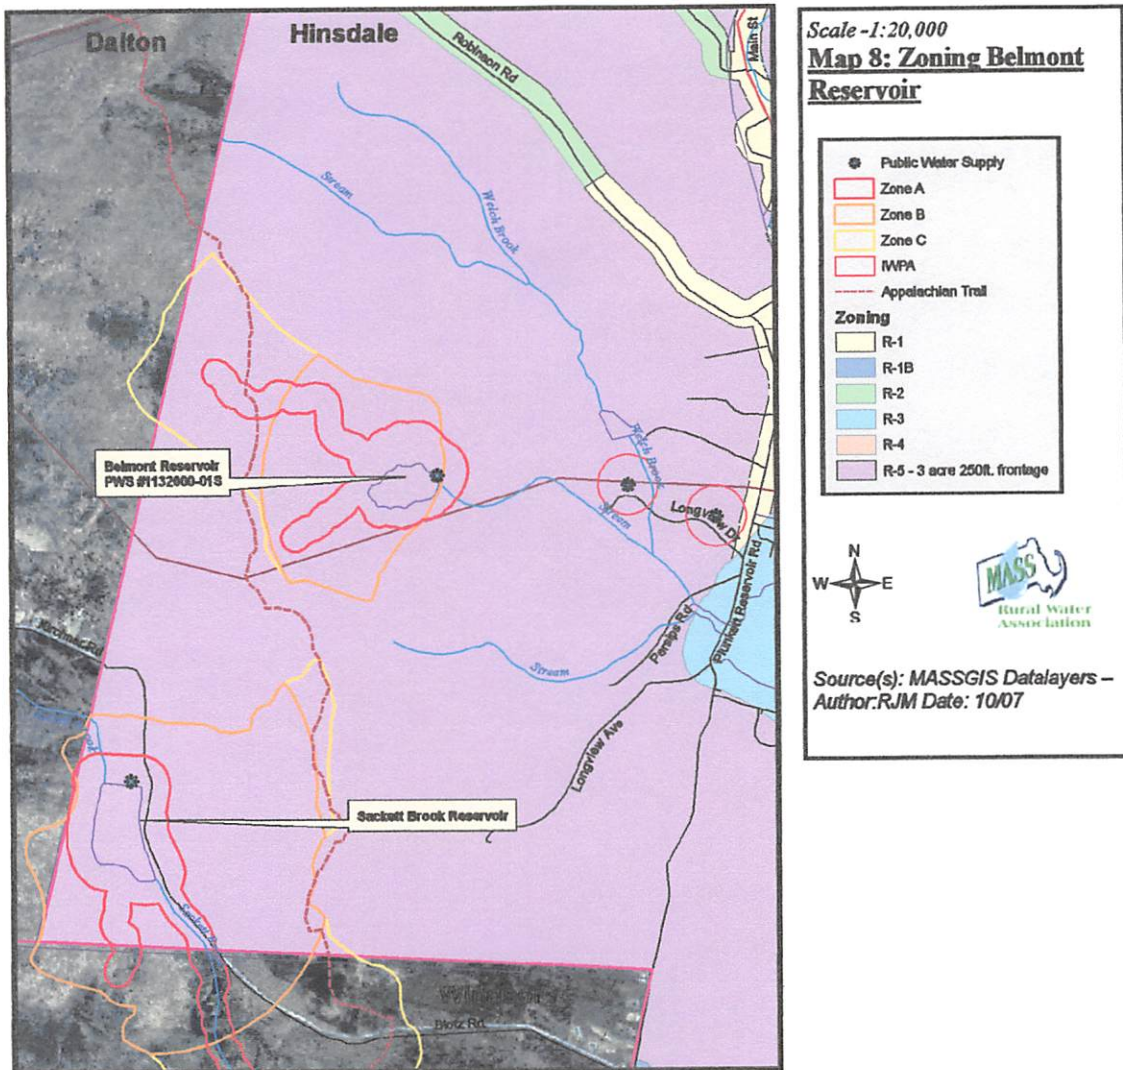 Dalton
Hinsdale
Robinson Rd
Main St
Stream
Welch Brook
Belmont Reservoir
PWS #1132000-01S
Welch Brook
Longview Dr
Stream
Plunkett Reservoir Rd
Persips Rd
Stream
Kirchner Rd
Longview Ave
Sackett Brook Reservoir
Blotz Rd
Scale -1:20,000
Map 8: Zoning Belmont
Reservoir
Public Water Supply
Zone A
Zone B
Zone C
IWPA
Appalachian Trail
Zoning
R-1
R-1B
R-2
R-3
R-4
R-5 - 3 acre 250ft. frontage
N
W E
S
MASS
Rural Water
Association
Source(s): MASSGIS Datalayers –
Author:RJM Date: 10/07